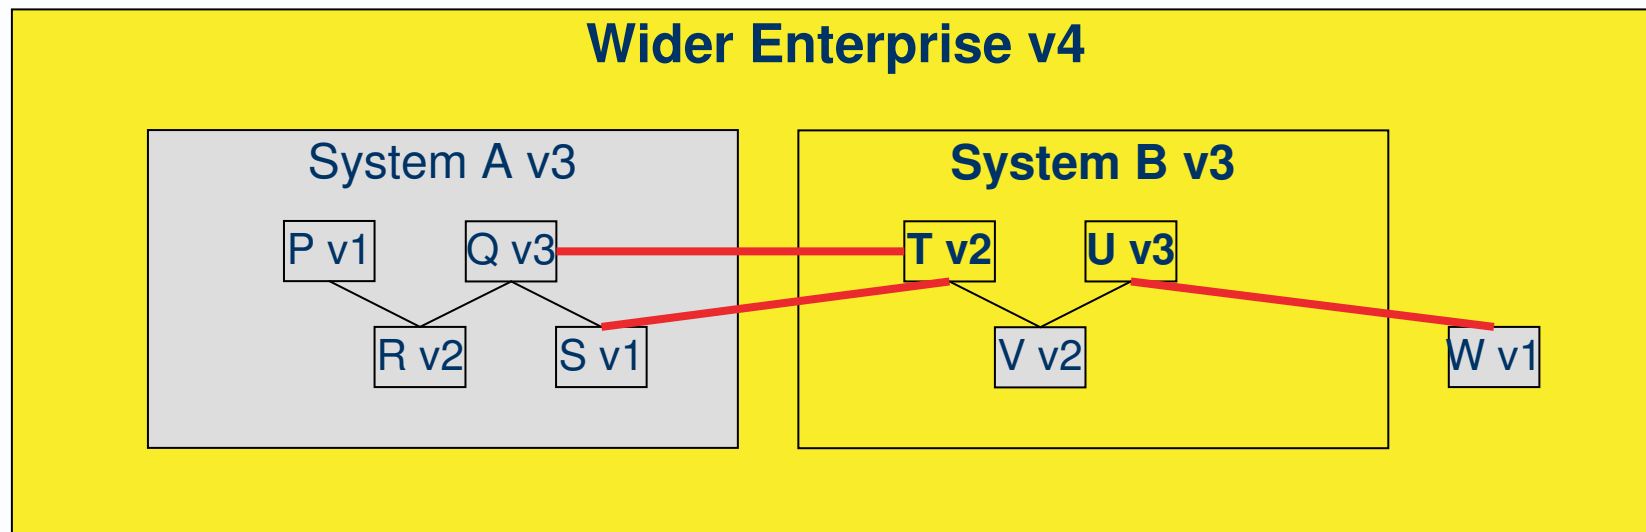 Wider Enterprise v4
System A v3
System B v3
P v1
Q v3
T v2
U v3
R v2
S v1
V v2
W v1